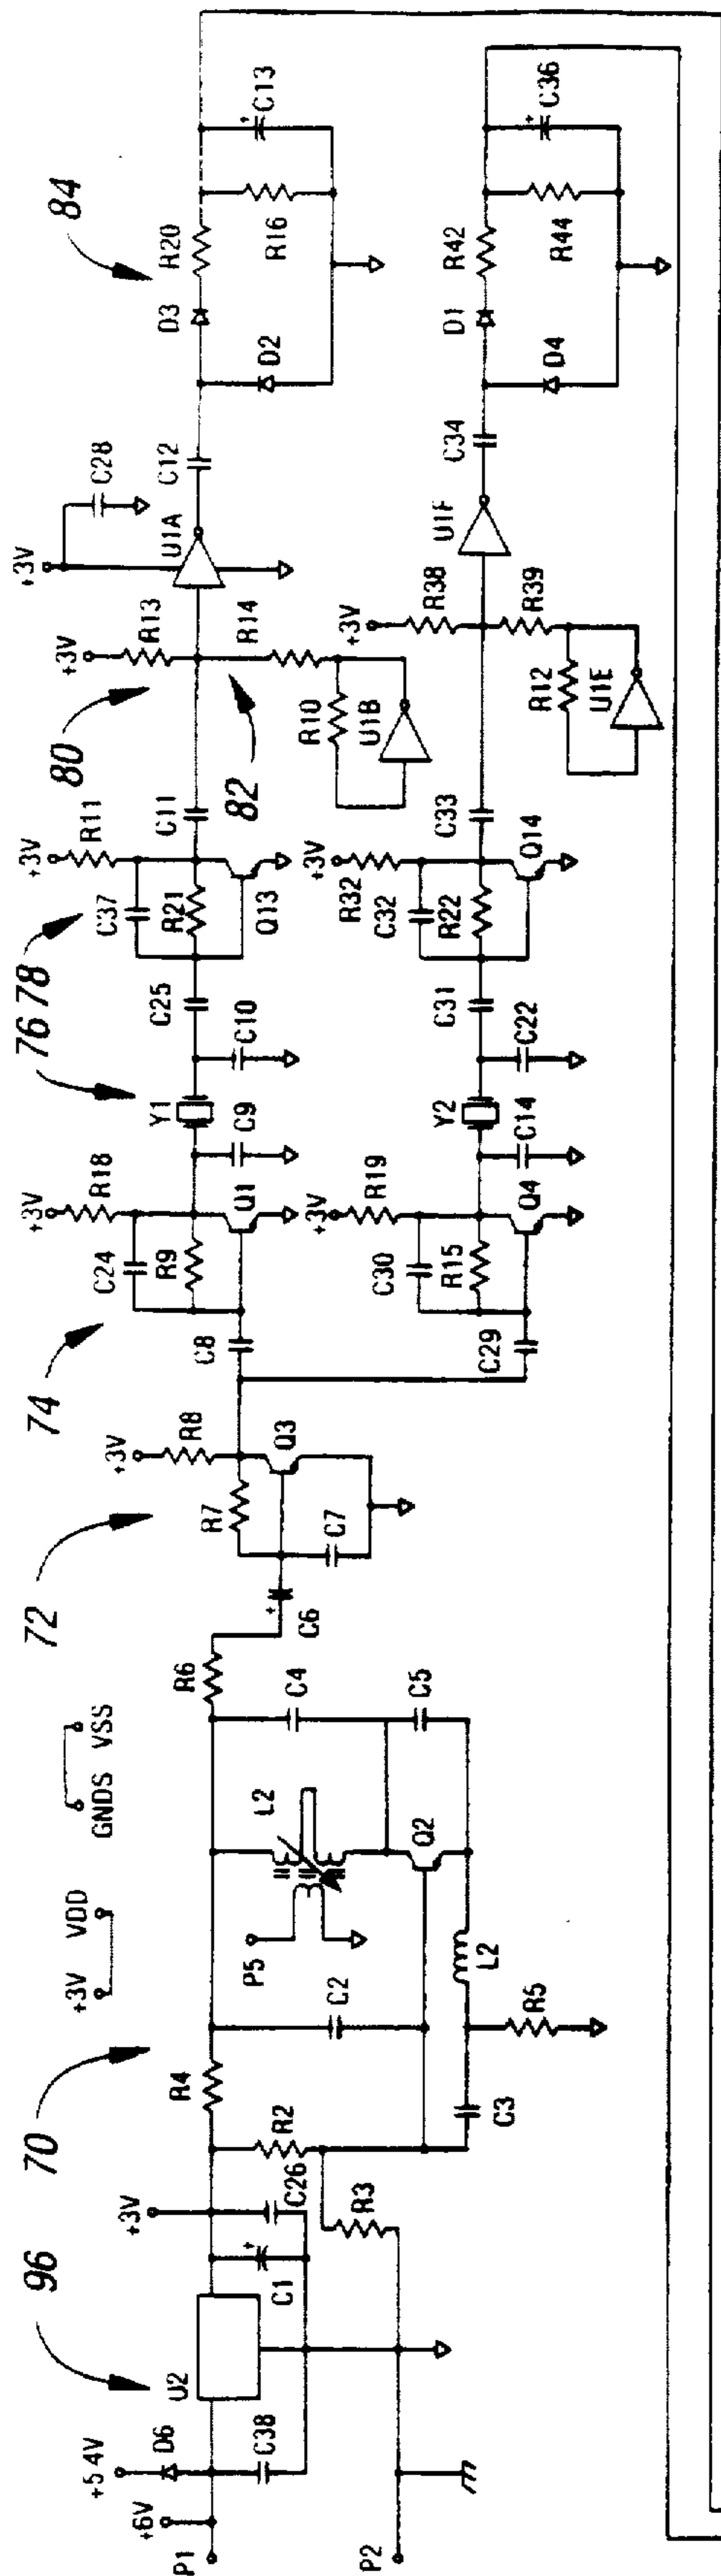 96
70
72
74
76 78
80
82
84
P1
+6V
+5.4V
D6
C38
U2
+3V
C1
C26
P2
R3
R2
R4
+3V
VDD
GNDS
VSS
C2
P5
L2
C3
R5
L2
Q2
C4
C5
R6
C6
C7
R7
+3V
R8
Q3
C8
C29
+3V
R18
C24
R9
Q1
C9
Y1
C10
C25
+3V
R11
C37
R21
Q13
C11
+3V
R13
R14
R10
U1B
+3V
C28
U1A
C12
D3
D2
R20
R16
C13
+3V
R19
C30
R15
Q4
C14
Y2
C22
C31
+3V
R32
C32
R22
Q14
C33
+3V
R38
R39
R12
U1E
U1F
C34
D1
D4
R42
R44
C36